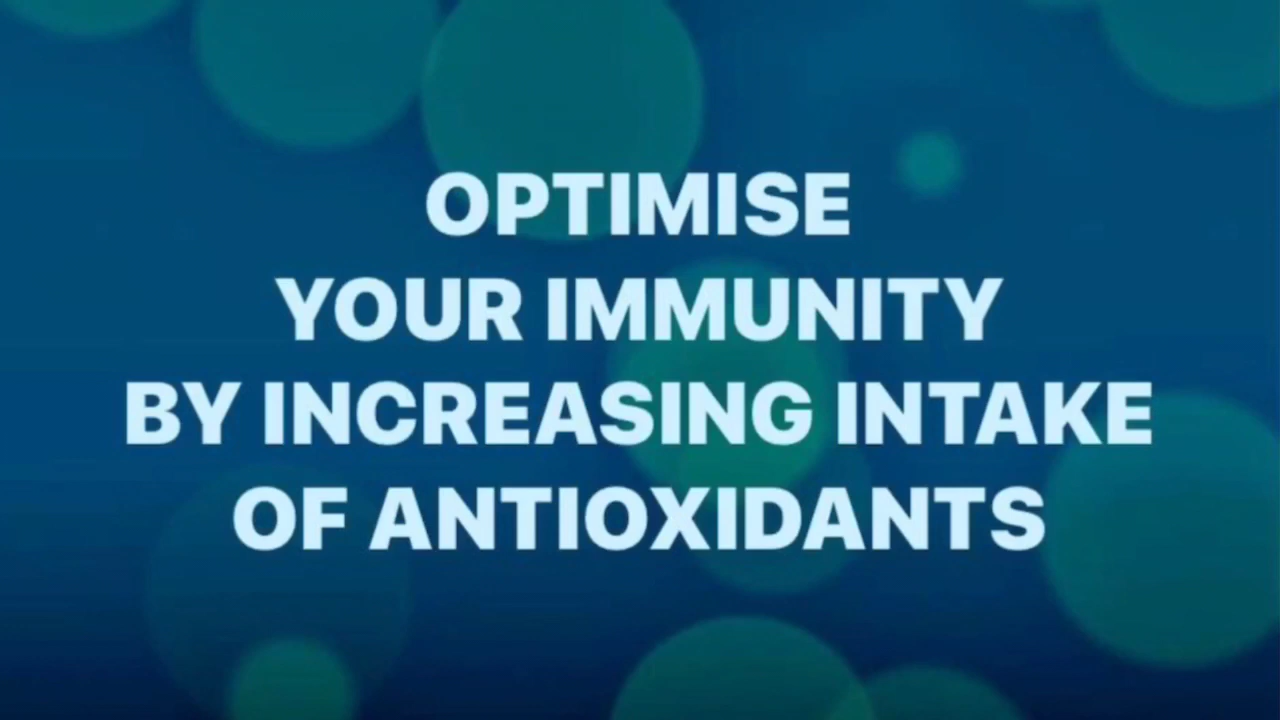 OPTIMISE
YOUR IMMUNITY
BY INCREASING INTAKE
OF ANTIOXIDANTS